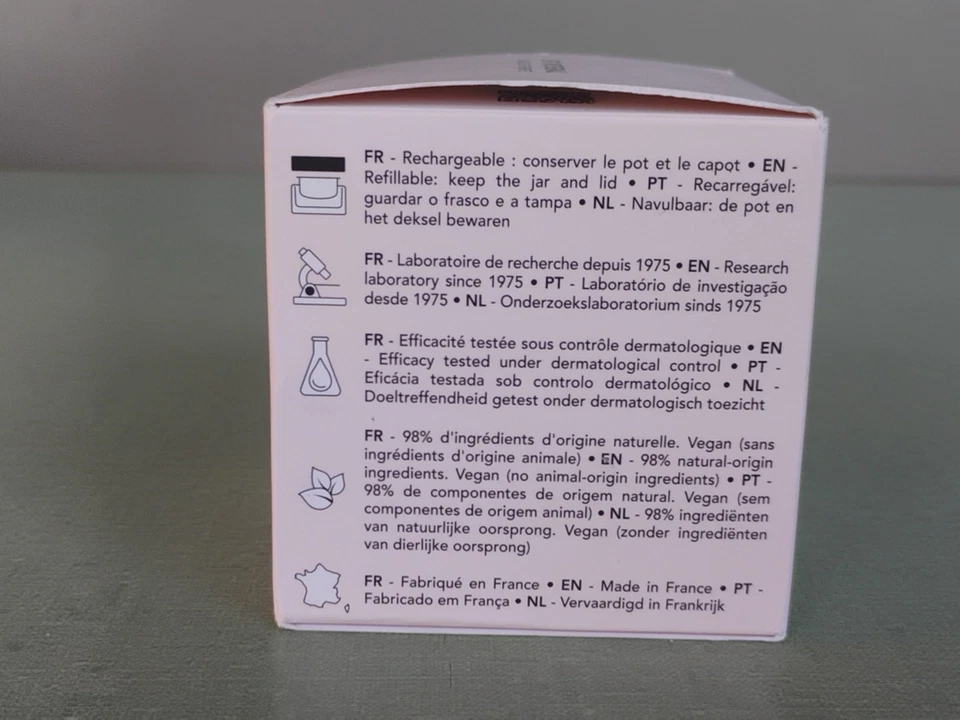 FR - Rechargeable : conserver le pot et le capot • EN -
Refillable: keep the jar and lid • PT - Recarregável:
guardar o frasco e a tampa • NL - Navulbaar: de pot en
het deksel bewaren
FR - Laboratoire de recherche depuis 1975 • EN - Research
laboratory since 1975 • PT - Laboratório de investigação
desde 1975 • NL - Onderzoekslaboratorium sinds 1975
FR - Efficacité testée sous contrôle dermatologique • EN
- Efficacy tested under dermatological control • PT -
Eficácia testada sob controlo dermatológico • NL -
Doeltreffendheid getest onder dermatologisch toezicht
FR - 98% d'ingrédients d'origine naturelle. Vegan (sans
ingrédients d'origine animale) • EN - 98% natural-origin
ingredients. Vegan (no animal-origin ingredients) • PT -
98% de componentes de origem natural. Vegan (sem
componentes de origem animal) • NL - 98% ingrediënten
van natuurlijke oorsprong. Vegan (zonder ingrediënten
van dierlijke oorsprong)
FR - Fabriqué en France • EN - Made in France • PT -
Fabricado em França • NL - Vervaardigd in Frankrijk